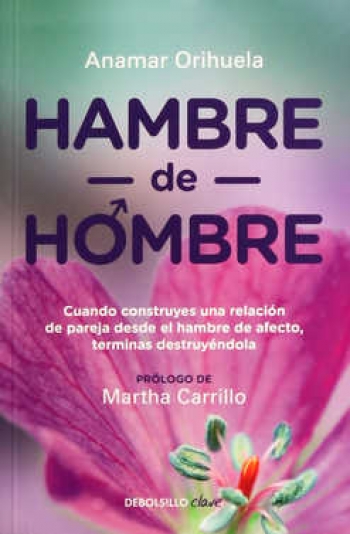 Anamar Orihuela
HAMBRE
de
HOMBRE
Cuando construyes una relación
de pareja desde el hambre de afecto,
terminas destruyéndola
PRÓLOGO DE
Martha Carrillo
DEBOLSILLO clave